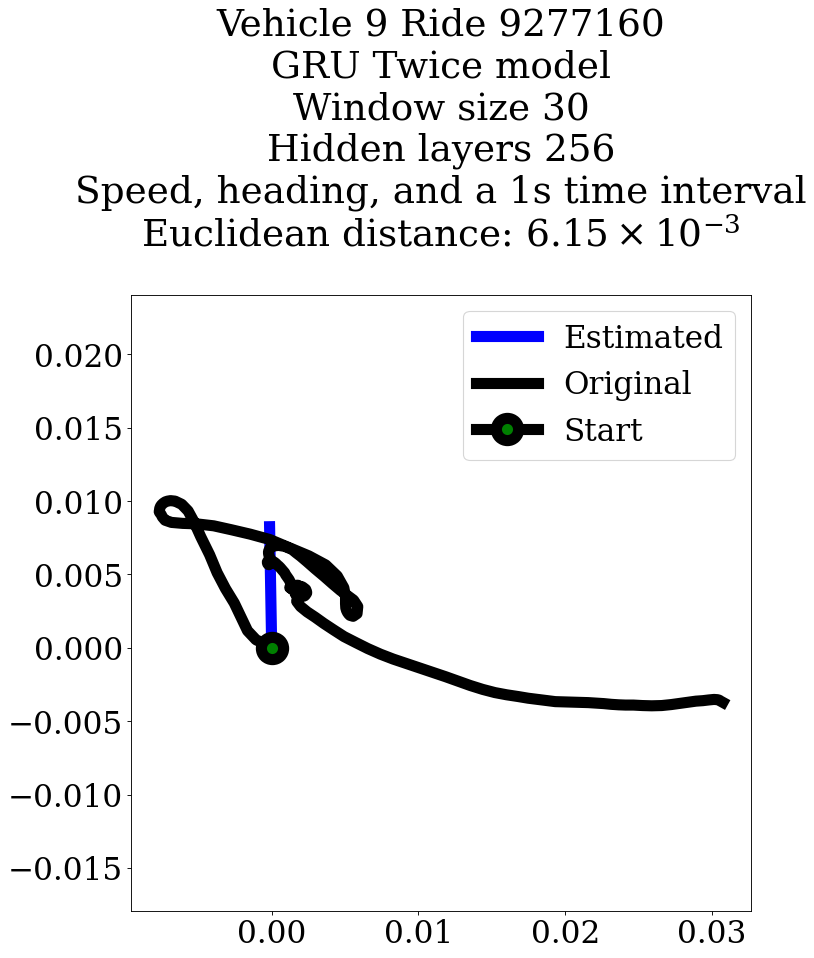 Vehicle 9 Ride 9277160
GRU Twice model
Window size 30
Hidden layers 256
Speed, heading, and a 1s time interval
Euclidean distance: 6.15 × 10⁻³
Estimated
Original
Start
0.020
0.015
0.010
0.005
0.000
−0.005
−0.010
−0.015
0.00 0.01 0.02 0.03